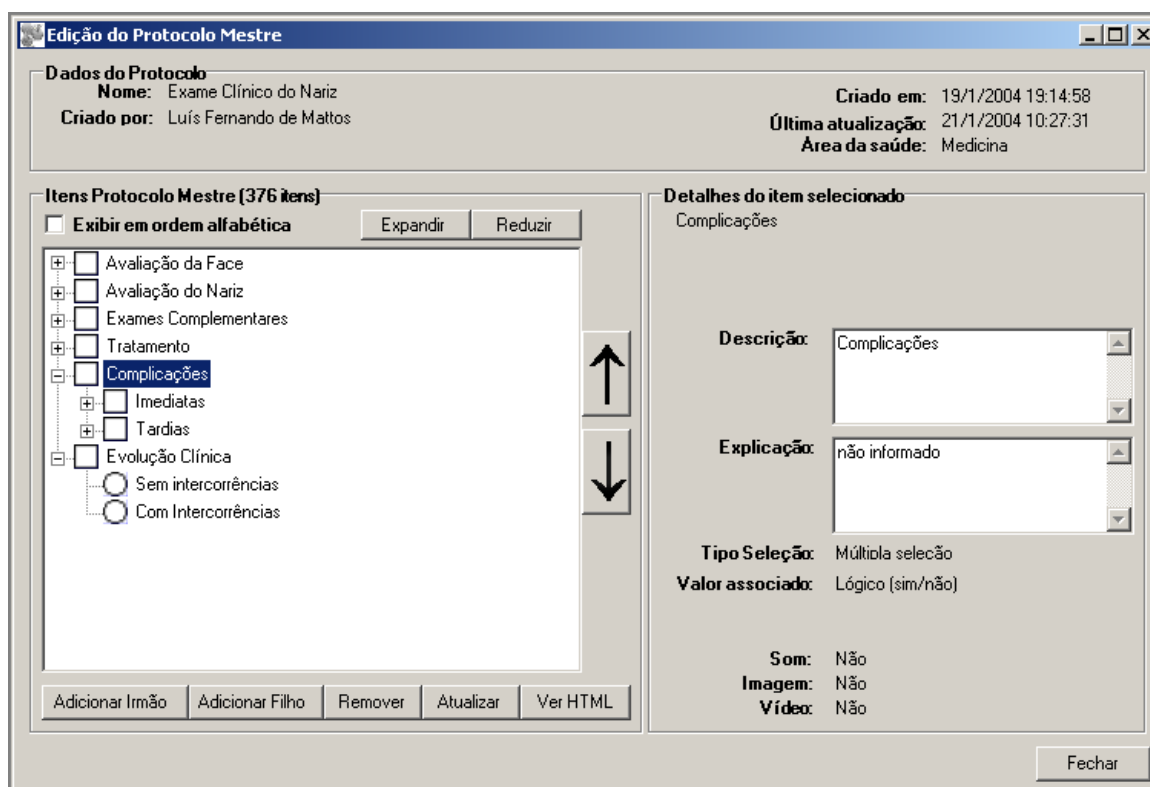 Edição do Protocolo Mestre
Dados do Protocolo
Nome: Exame Clínico do Nariz
Criado por: Luís Fernando de Mattos
Criado em: 19/1/2004 19:14:58
Última atualização: 21/1/2004 10:27:31
Área da saúde: Medicina
Itens Protocolo Mestre (376 itens)
Exibir em ordem alfabética
Expandir
Reduzir
Avaliação da Face
Avaliação do Nariz
Exames Complementares
Tratamento
Complicações
Imediatas
Tardias
Evolução Clínica
Sem intercorrências
Com Intercorrências
Adicionar Irmão
Adicionar Filho
Remover
Atualizar
Ver HTML
Detalhes do item selecionado
Complicações
Descrição: Complicações
Explicação: não informado
Tipo Seleção: Múltipla seleção
Valor associado: Lógico (sim/não)
Som: Não
Imagem: Não
Vídeo: Não
Fechar